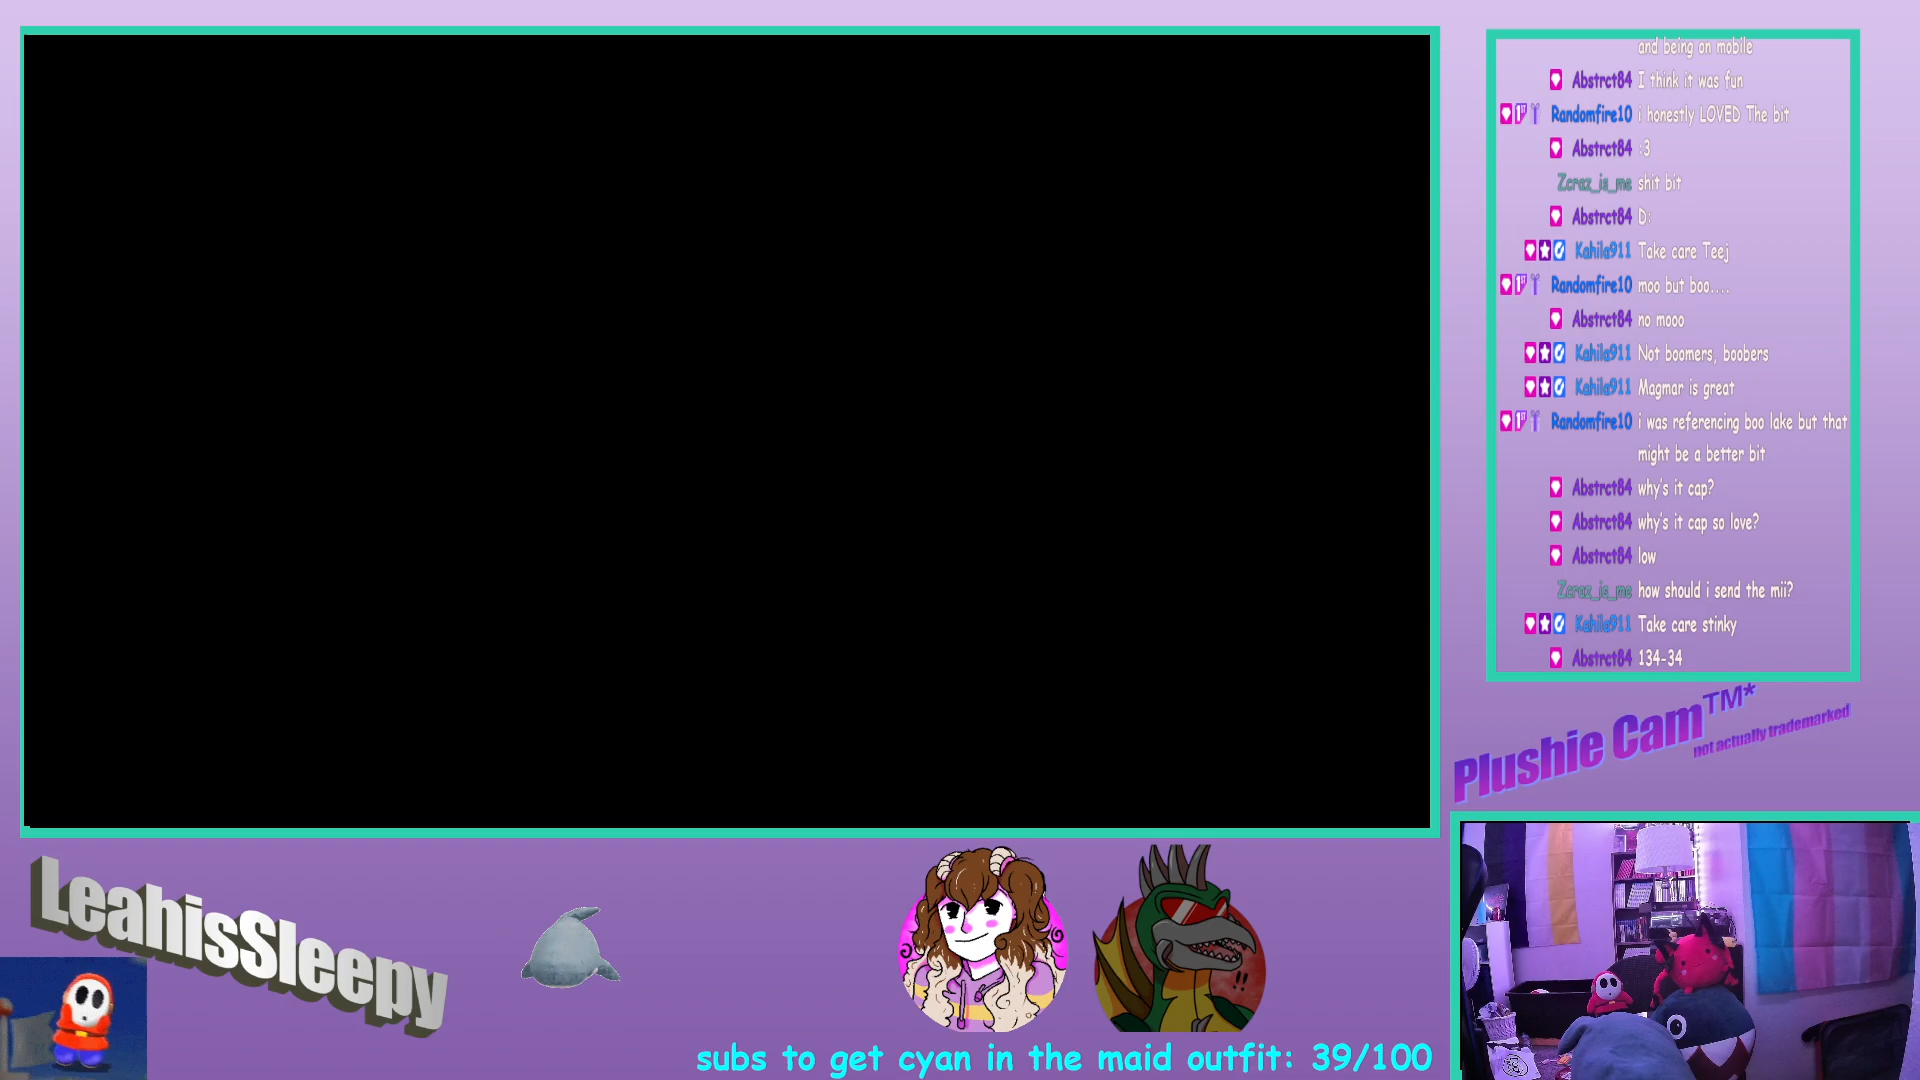 and being on mobile
Abstrct84 I think it was fun
Randomfire10 i honestly LOVED The bit
Abstrct84 :3
Zcraz_is_me shit bit
Abstrct84 D:
Kahila911 Take care Teej
Randomfire10 moo but boo....
Abstrct84 no mooo
Kahila911 Not boomers, boobers
Kahila911 Magmar is great
Randomfire10 i was referencing boo lake but that
might be a better bit
Abstrct84 why's it cap?
Abstrct84 why's it cap so love?
Abstrct84 low
Zcraz_is_me how should i send the mii?
Kahila911 Take care stinky
Abstrct84 134-34
Plushie Cam™*
not actually trademarked
LeahisSleepy
!!
subs to get cyan in the maid outfit: 39/100